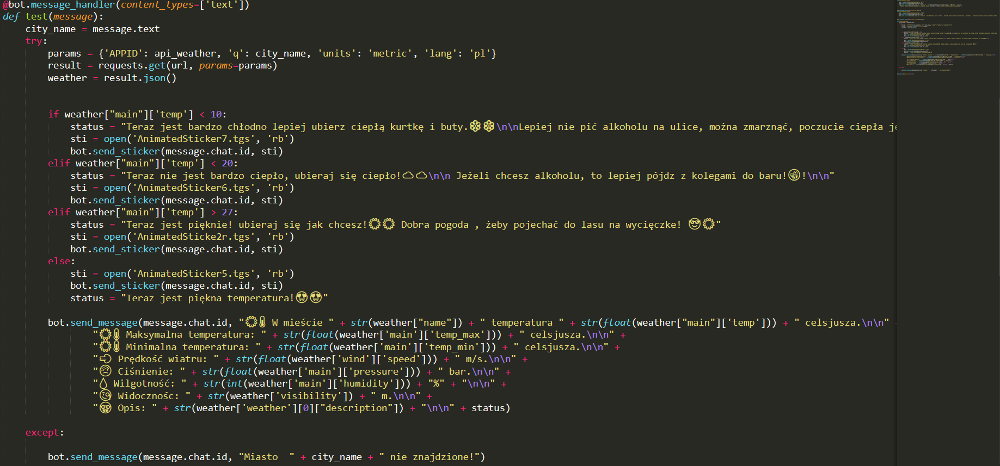 @bot.message_handler(content_types=['text'])
def test(message):
    city_name = message.text
    try:
        params = {'APPID': api_weather, 'q': city_name, 'units': 'metric', 'lang': 'pl'}
        result = requests.get(url, params=params)
        weather = result.json()
        if weather["main"]['temp'] < 10:
            status = "Teraz jest bardzo chłodno lepiej ubierz ciepłą kurtkę i buty.❄❄\n\nLepiej nie pić alkoholu na ulice, można zmarznąć, poczucie ciepła
            sti = open('AnimatedSticker7.tgs', 'rb')
            bot.send_sticker(message.chat.id, sti)
        elif weather["main"]['temp'] < 20:
            status = "Teraz nie jest bardzo ciepło, ubieraj się ciepło!☁☁\n\n Jeżeli chcesz alkoholu, to lepiej pójdz z kolegami do baru!!\n\n"
            sti = open('AnimatedSticker6.tgs', 'rb')
            bot.send_sticker(message.chat.id, sti)
        elif weather["main"]['temp'] > 27:
            status = "Teraz jest pięknie! ubieraj się jak chcesz! Dobra pogoda , żeby pojechać do lasu na wycięczke! "
            sti = open('AnimatedSticke2r.tgs', 'rb')
            bot.send_sticker(message.chat.id, sti)
        else:
            sti = open('AnimatedSticker5.tgs', 'rb')
            bot.send_sticker(message.chat.id, sti)
            status = "Teraz jest piękna temperatura!😍😍"
        bot.send_message(message.chat.id, "🌡 W mieście " + str(weather["name"]) + " temperatura " + str(float(weather["main"]['temp'])) + " celsjusza.\n\n" +
                "🌡 Maksymalna temperatura: " + str(float(weather['main']['temp_max'])) + " celsjusza.\n\n" +
                "🌡 Minimalna temperatura: " + str(float(weather['main']['temp_min'])) + " celsjusza.\n\n" +
                " Prędkość wiatru: " + str(float(weather['wind']['speed'])) + " m/s.\n\n" +
                " Ciśnienie: " + str(float(weather['main']['pressure'])) + " bar.\n\n" +
                "💧 Wilgotność: " + str(int(weather['main']['humidity'])) + "%" + "\n\n" +
                " Widocznośc: " + str(weather['visibility']) + " m.\n\n" +
                " Opis: " + str(weather['weather'][0]["description"]) + "\n\n" + status)
    except:
        bot.send_message(message.chat.id, "Miasto  " + city_name + " nie znajdzione!")